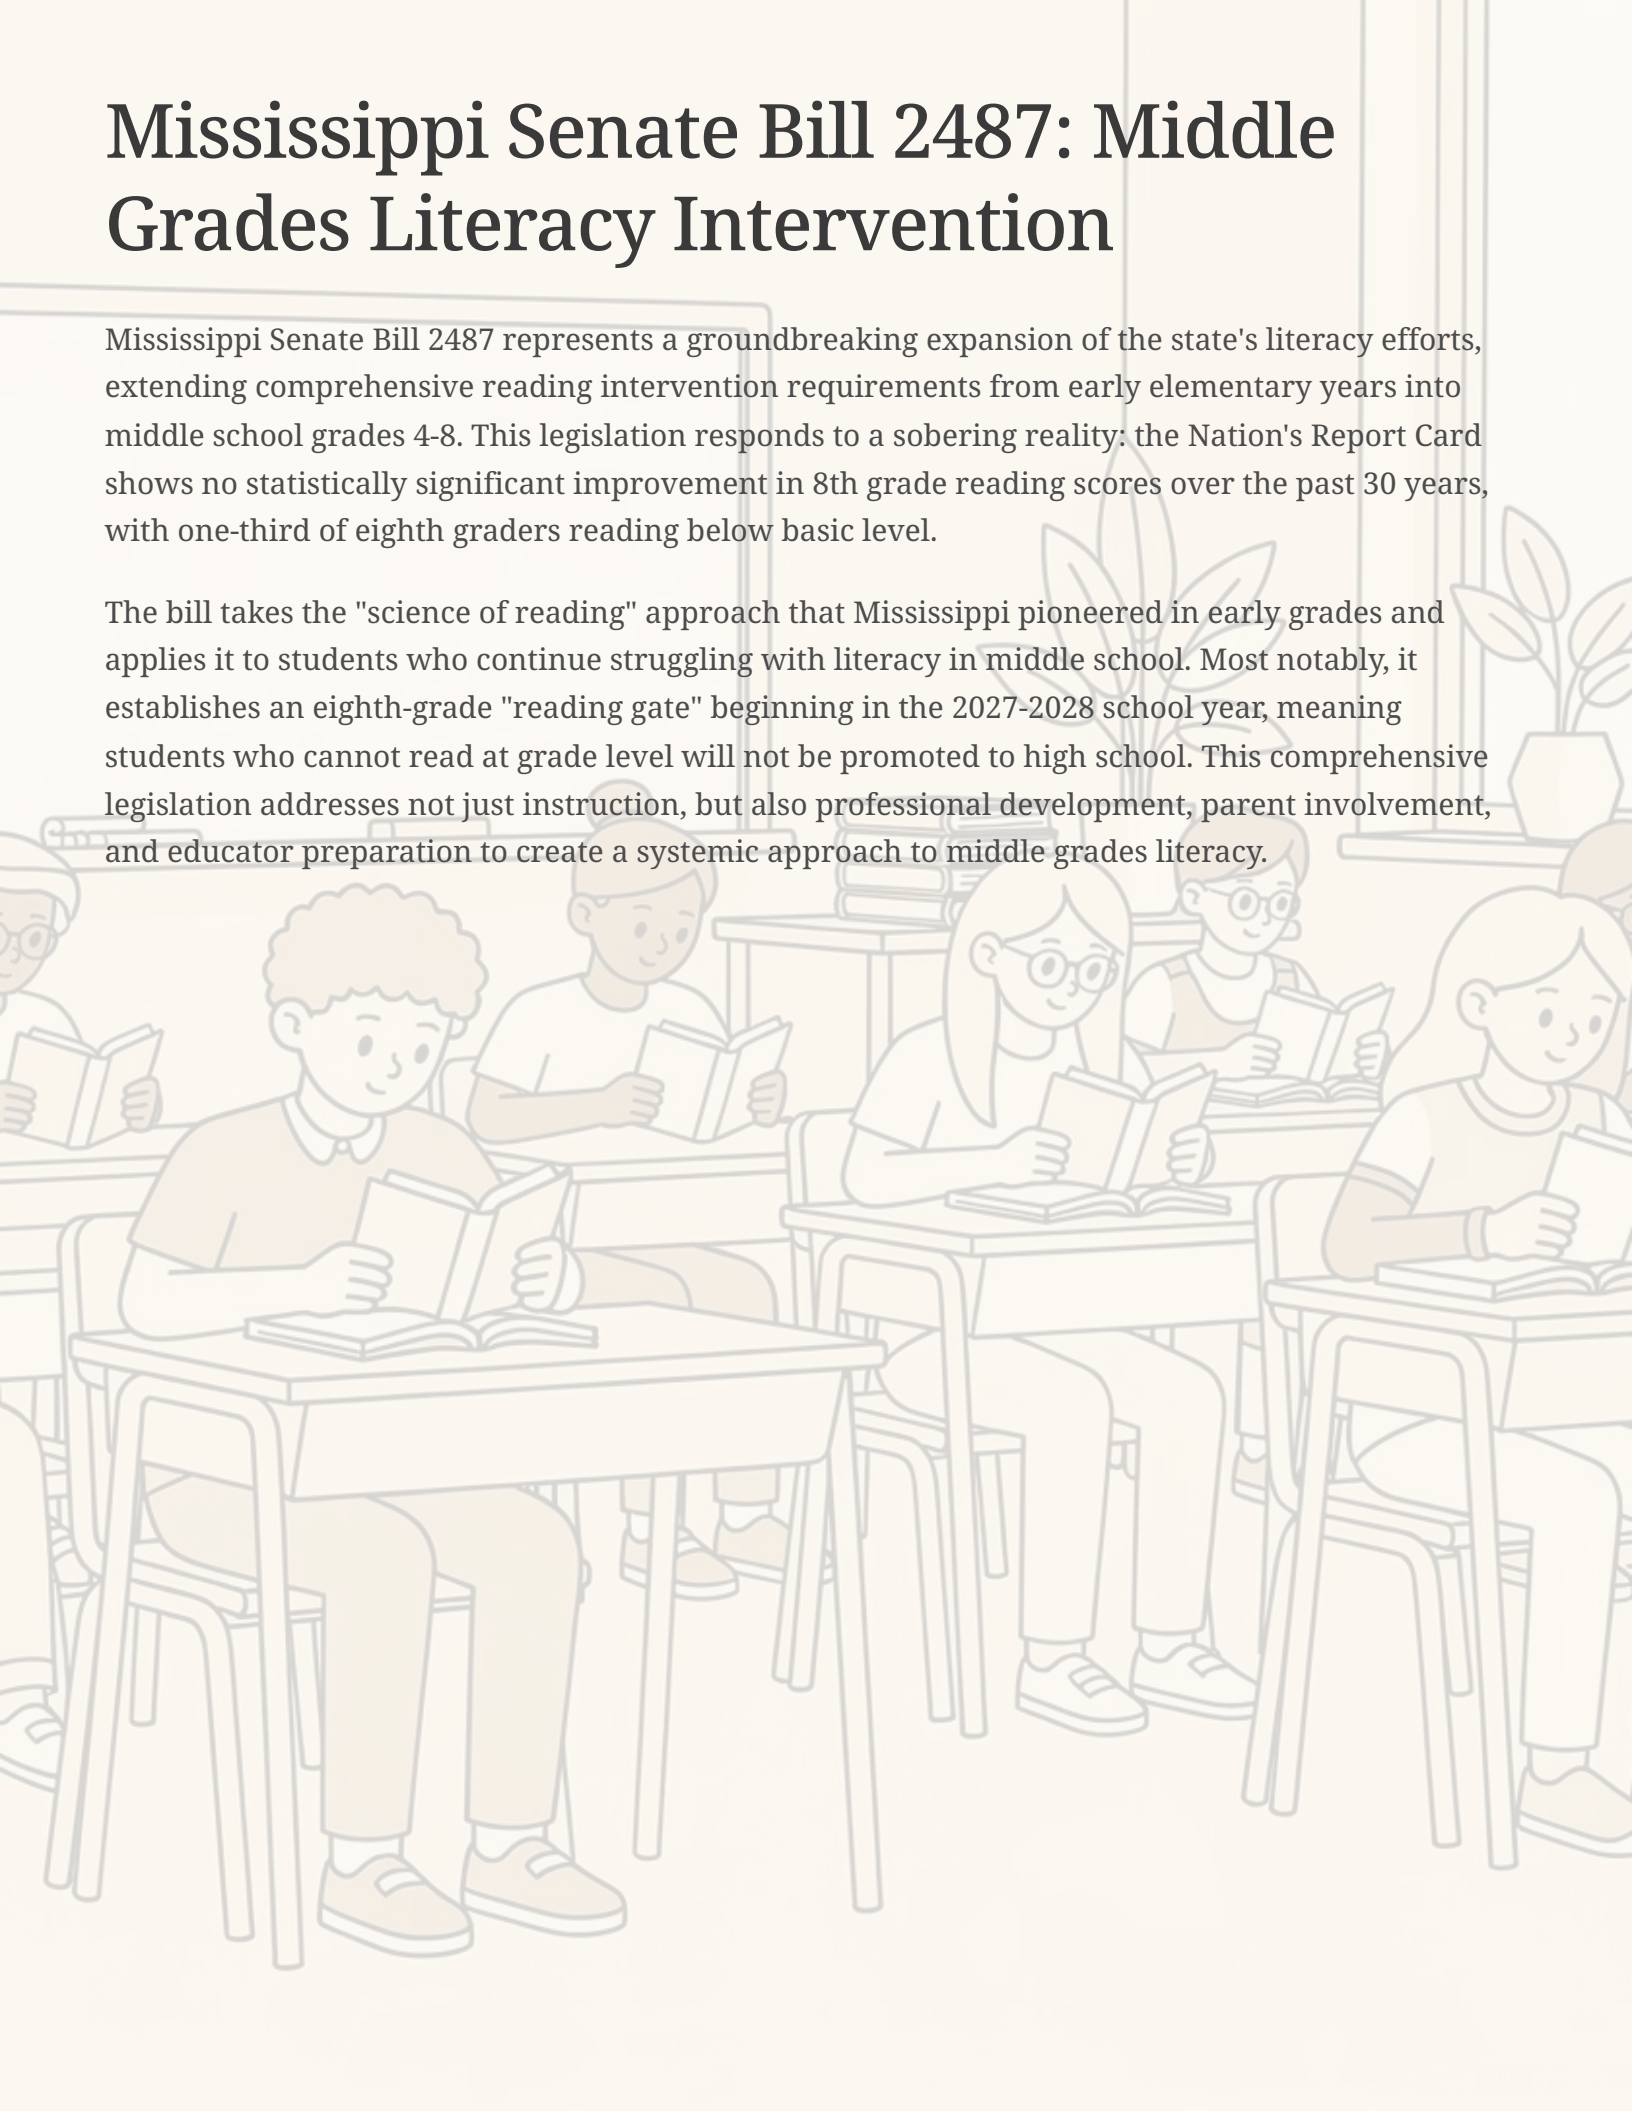 Mississippi Senate Bill 2487: Middle
Grades Literacy Intervention
Mississippi Senate Bill 2487 represents a groundbreaking expansion of the state's literacy efforts,
extending comprehensive reading intervention requirements from early elementary years into
middle school grades 4-8. This legislation responds to a sobering reality: the Nation's Report Card
shows no statistically significant improvement in 8th grade reading scores over the past 30 years,
with one-third of eighth graders reading below basic level.
The bill takes the "science of reading" approach that Mississippi pioneered in early grades and
applies it to students who continue struggling with literacy in middle school. Most notably, it
establishes an eighth-grade "reading gate" beginning in the 2027-2028 school year, meaning
students who cannot read at grade level will not be promoted to high school. This comprehensive
legislation addresses not just instruction, but also professional development, parent involvement,
and educator preparation to create a systemic approach to middle grades literacy.